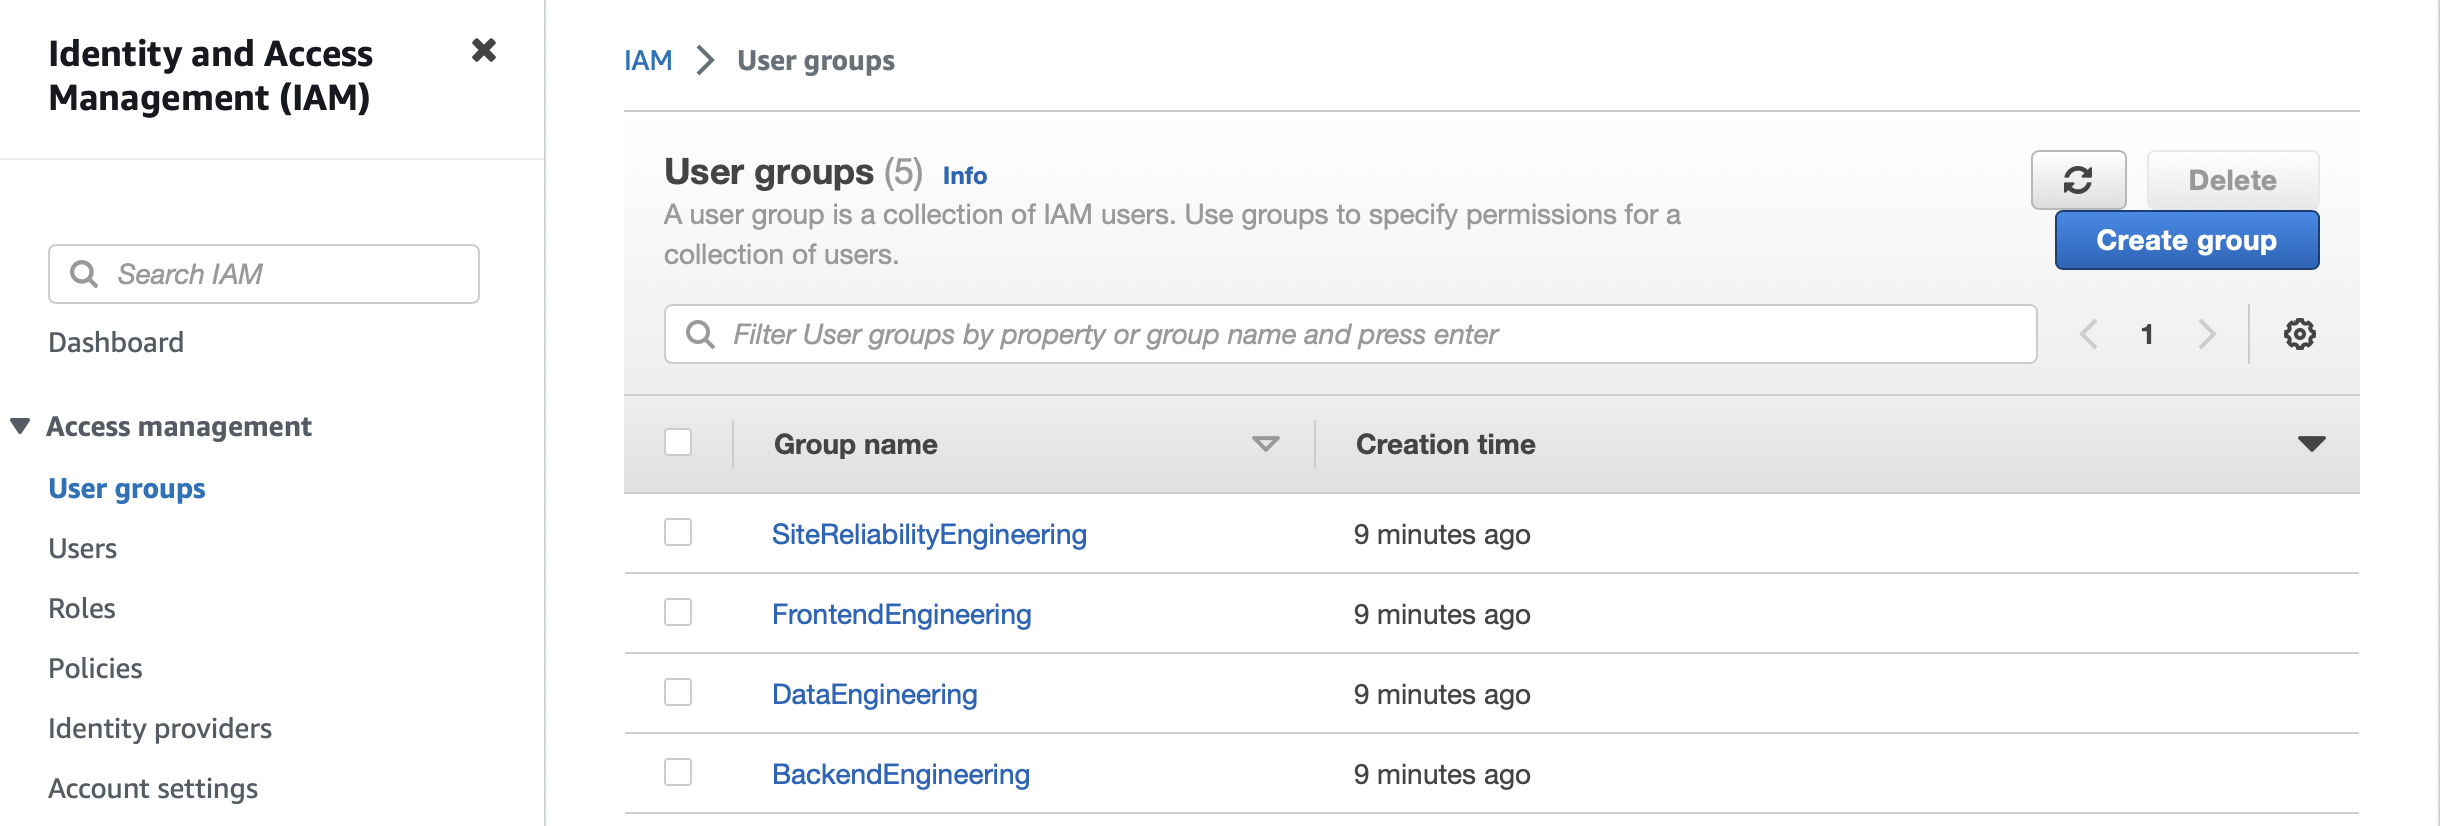 Identity and Access
Management (IAM)
Search IAM
Dashboard
Access management
User groups
Users
Roles
Policies
Identity providers
Account settings
IAM > User groups
User groups (5) Info
A user group is a collection of IAM users. Use groups to specify permissions for a
collection of users.
Delete
Create group
Filter User groups by property or group name and press enter
1
Group name Creation time
SiteReliabilityEngineering 9 minutes ago
FrontendEngineering 9 minutes ago
DataEngineering 9 minutes ago
BackendEngineering 9 minutes ago